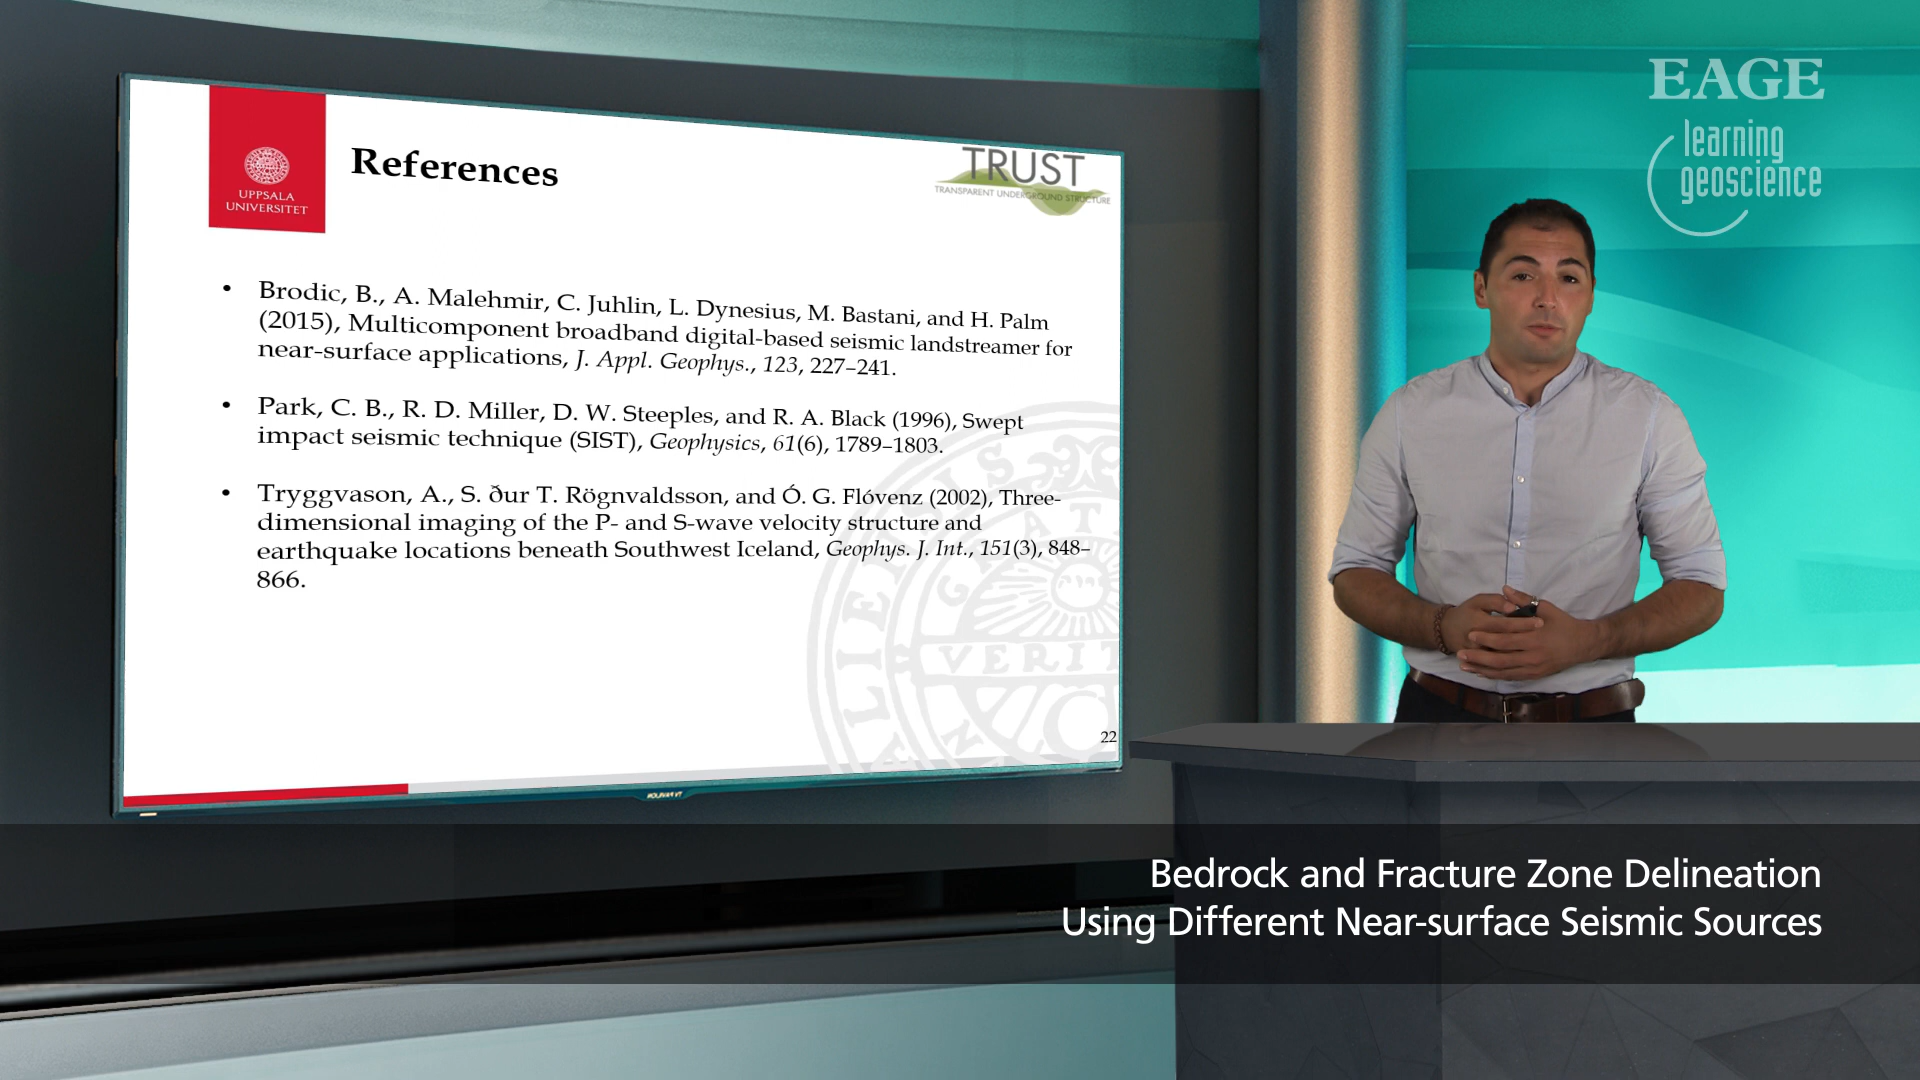 EAGE
learning
geoscience
UPPSALA
UNIVERSITET
References
TRUST
TRANSPARENT UNDERGROUND STRUCTURE
• Brodic, B., A. Malehmir, C. Juhlin, L. Dynesius, M. Bastani, and H. Palm
(2015), Multicomponent broadband digital-based seismic landstreamer for
near-surface applications, J. Appl. Geophys., 123, 227–241.
• Park, C. B., R. D. Miller, D. W. Steeples, and R. A. Black (1996), Swept
impact seismic technique (SIST), Geophysics, 61(6), 1789–1803.
• Tryggvason, A., S. ður T. Rögnvaldsson, and Ó. G. Flóvenz (2002), Three-
dimensional imaging of the P- and S-wave velocity structure and
earthquake locations beneath Southwest Iceland, Geophys. J. Int., 151(3), 848–
866.
VERIT
22
Bedrock and Fracture Zone Delineation
Using Different Near-surface Seismic Sources